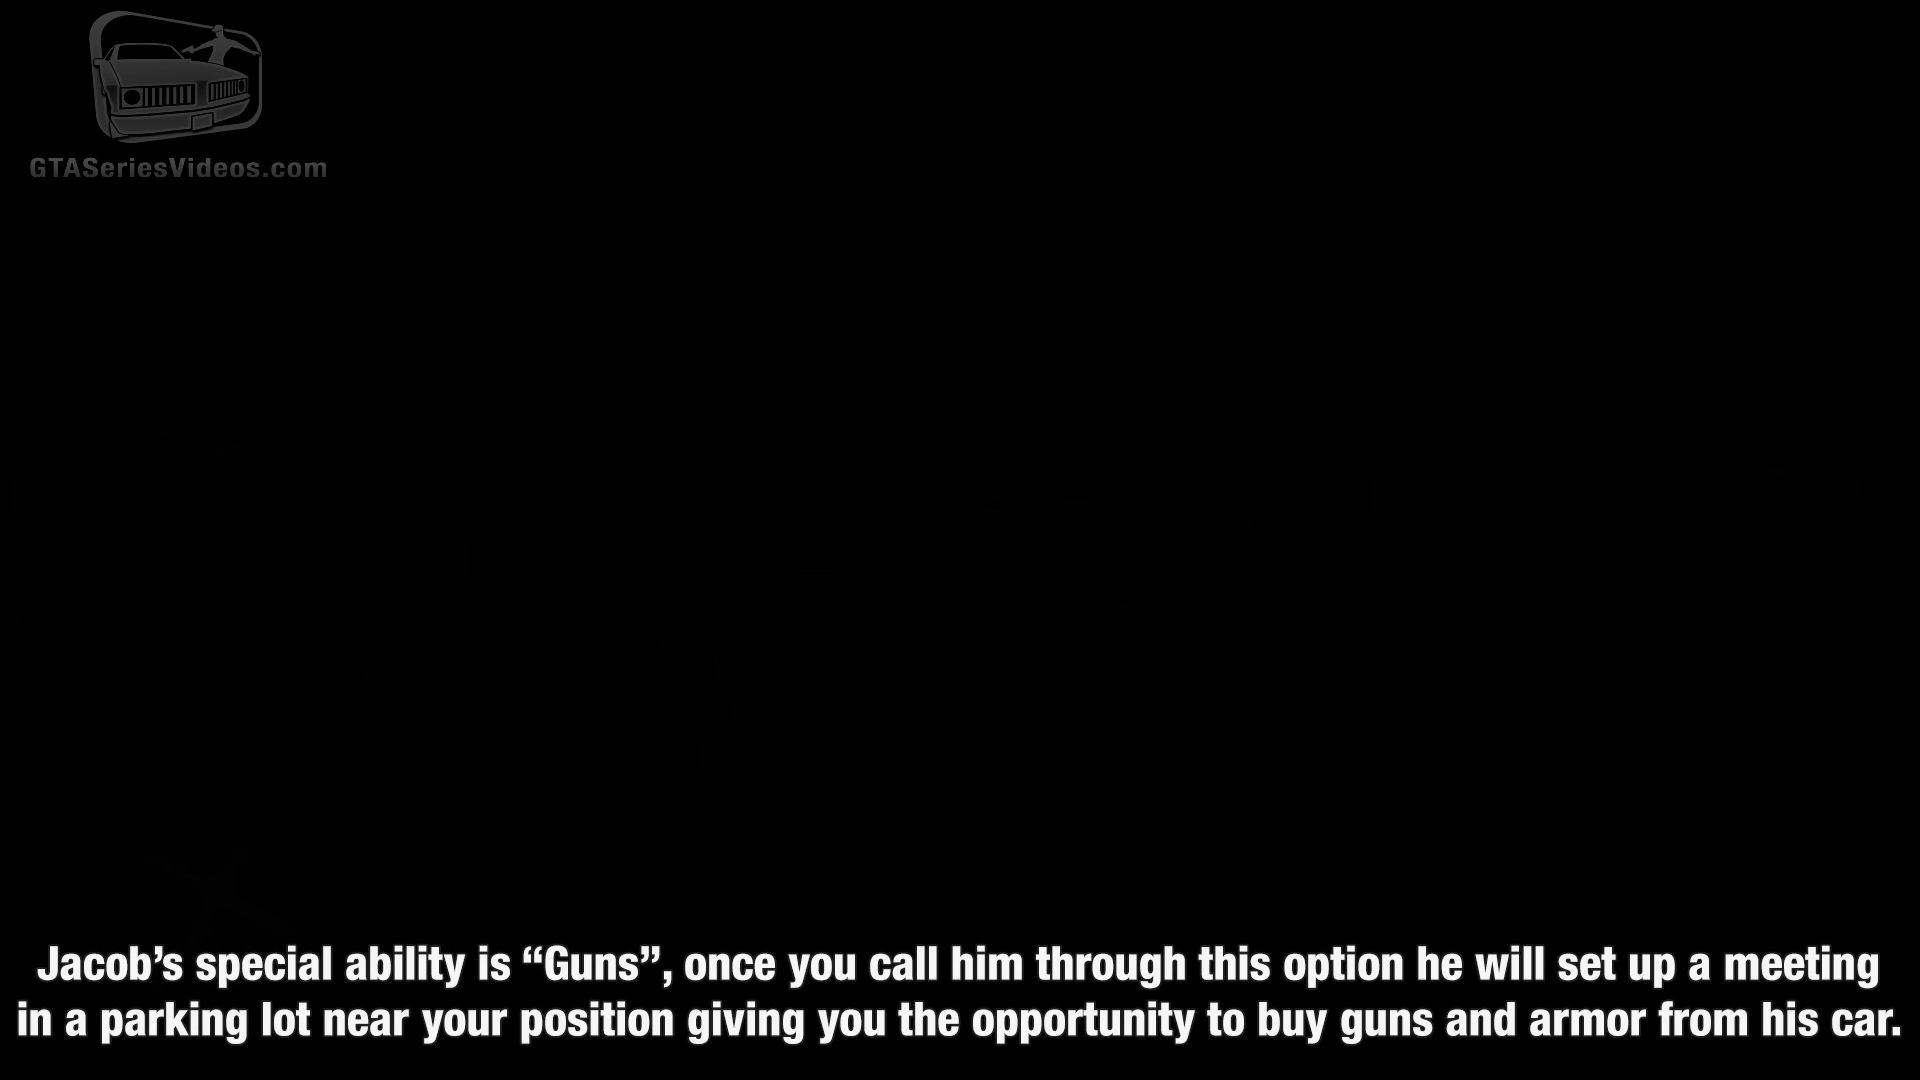 GTASeriesVideos.com
Jacob’s special ability is “Guns”, once you call him through this option he will set up a meeting
in a parking lot near your position giving you the opportunity to buy guns and armor from his car.